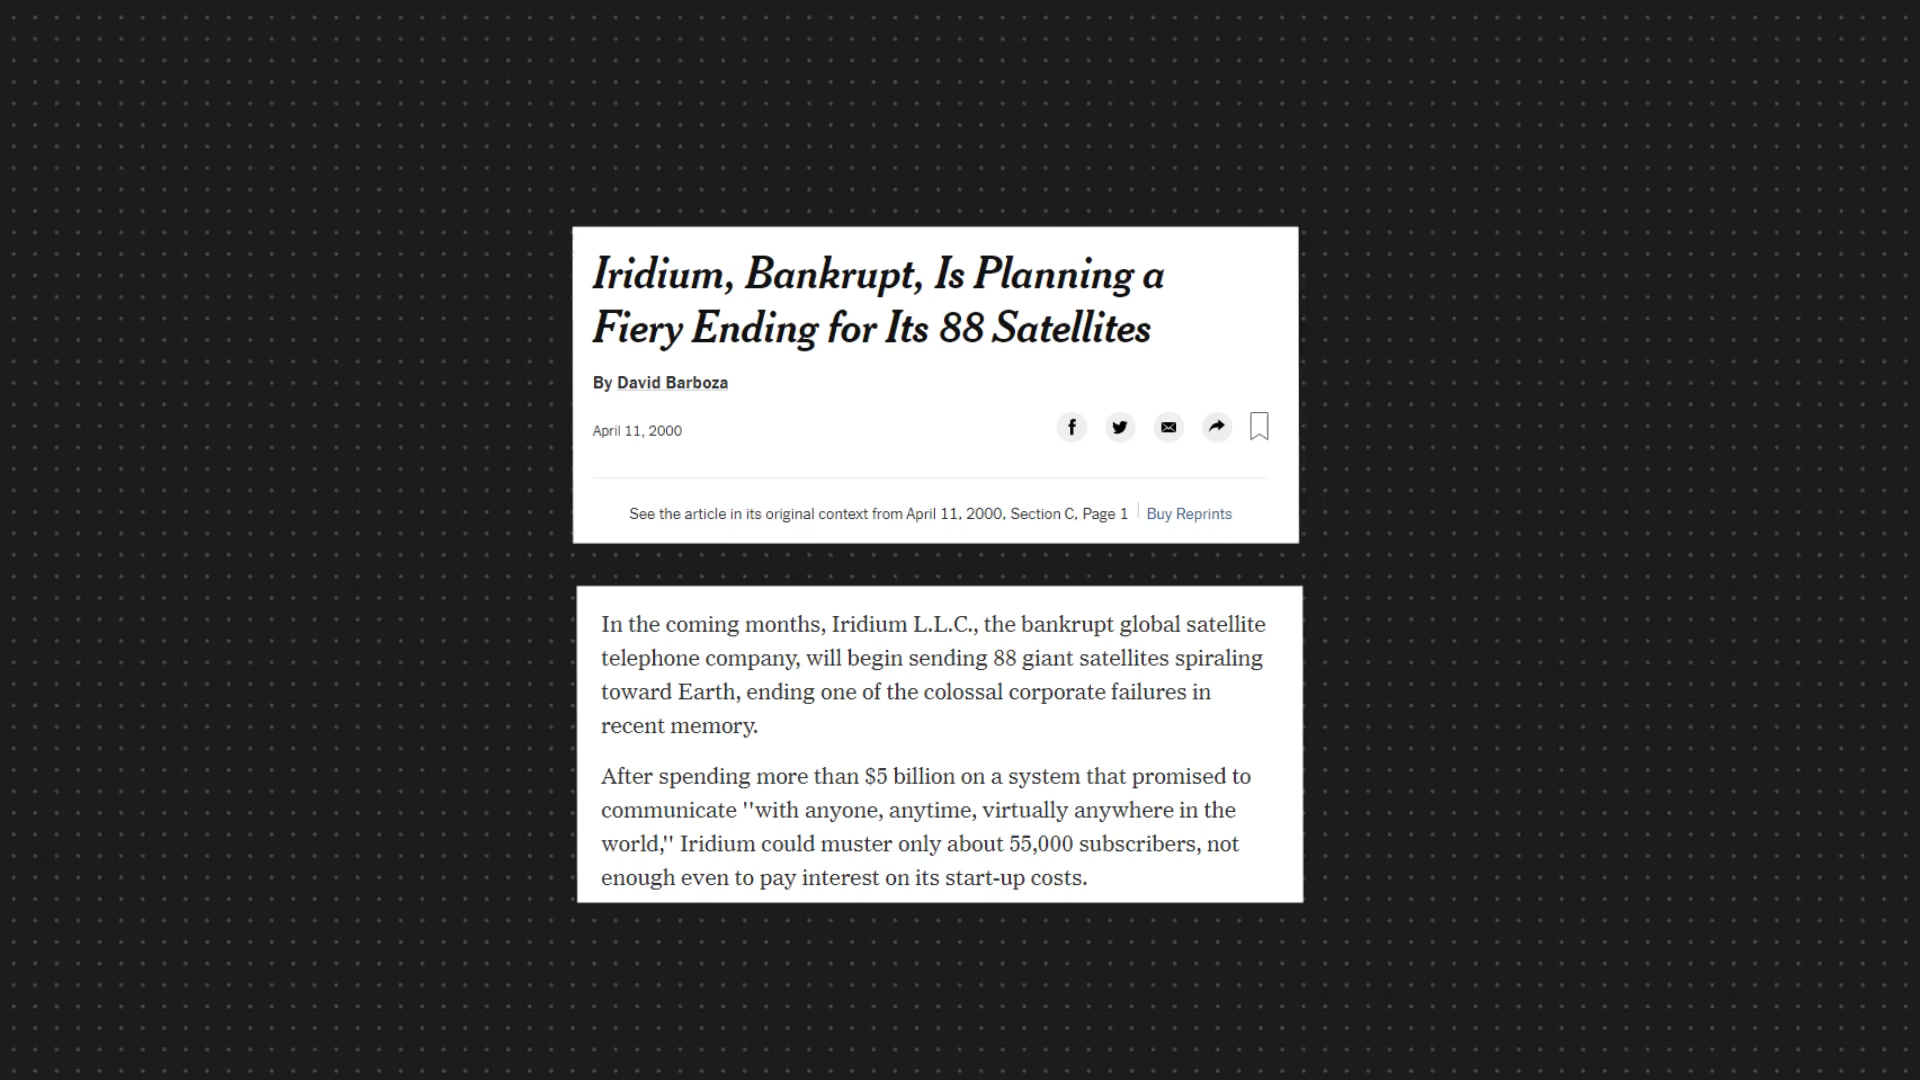 Iridium, Bankrupt, Is Planning a
Fiery Ending for Its 88 Satellites
By David Barboza
April 11, 2000
See the article in its original context from April 11, 2000, Section C, Page 1 Buy Reprints
In the coming months, Iridium L.L.C., the bankrupt global satellite
telephone company, will begin sending 88 giant satellites spiraling
toward Earth, ending one of the colossal corporate failures in
recent memory.
After spending more than $5 billion on a system that promised to
communicate ''with anyone, anytime, virtually anywhere in the
world,'' Iridium could muster only about 55,000 subscribers, not
enough even to pay interest on its start-up costs.